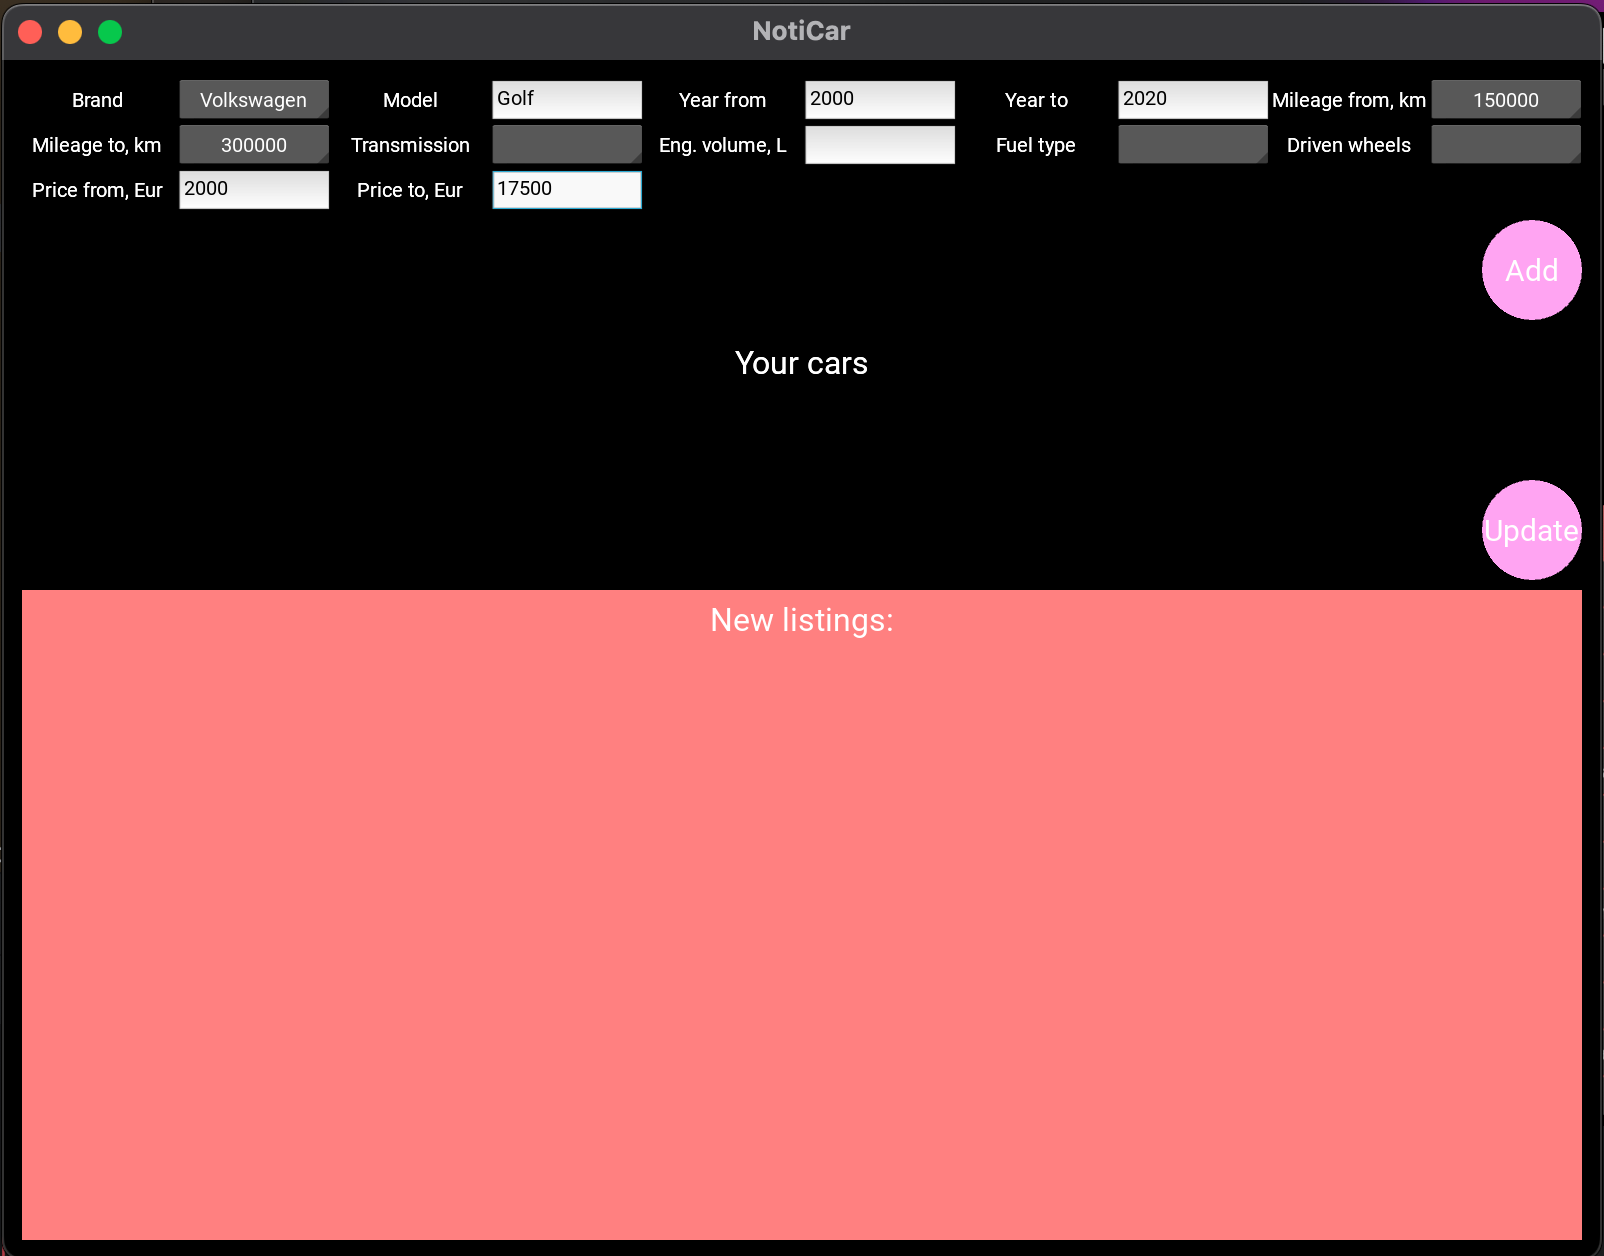 NotiCar
Brand Volkswagen Model Golf Year from 2000 Year to 2020 Mileage from, km 150000
Mileage to, km 300000 Transmission Eng. volume, L Fuel type Driven wheels
Price from, Eur 2000 Price to, Eur 17500
Add
Your cars
Update
New listings: